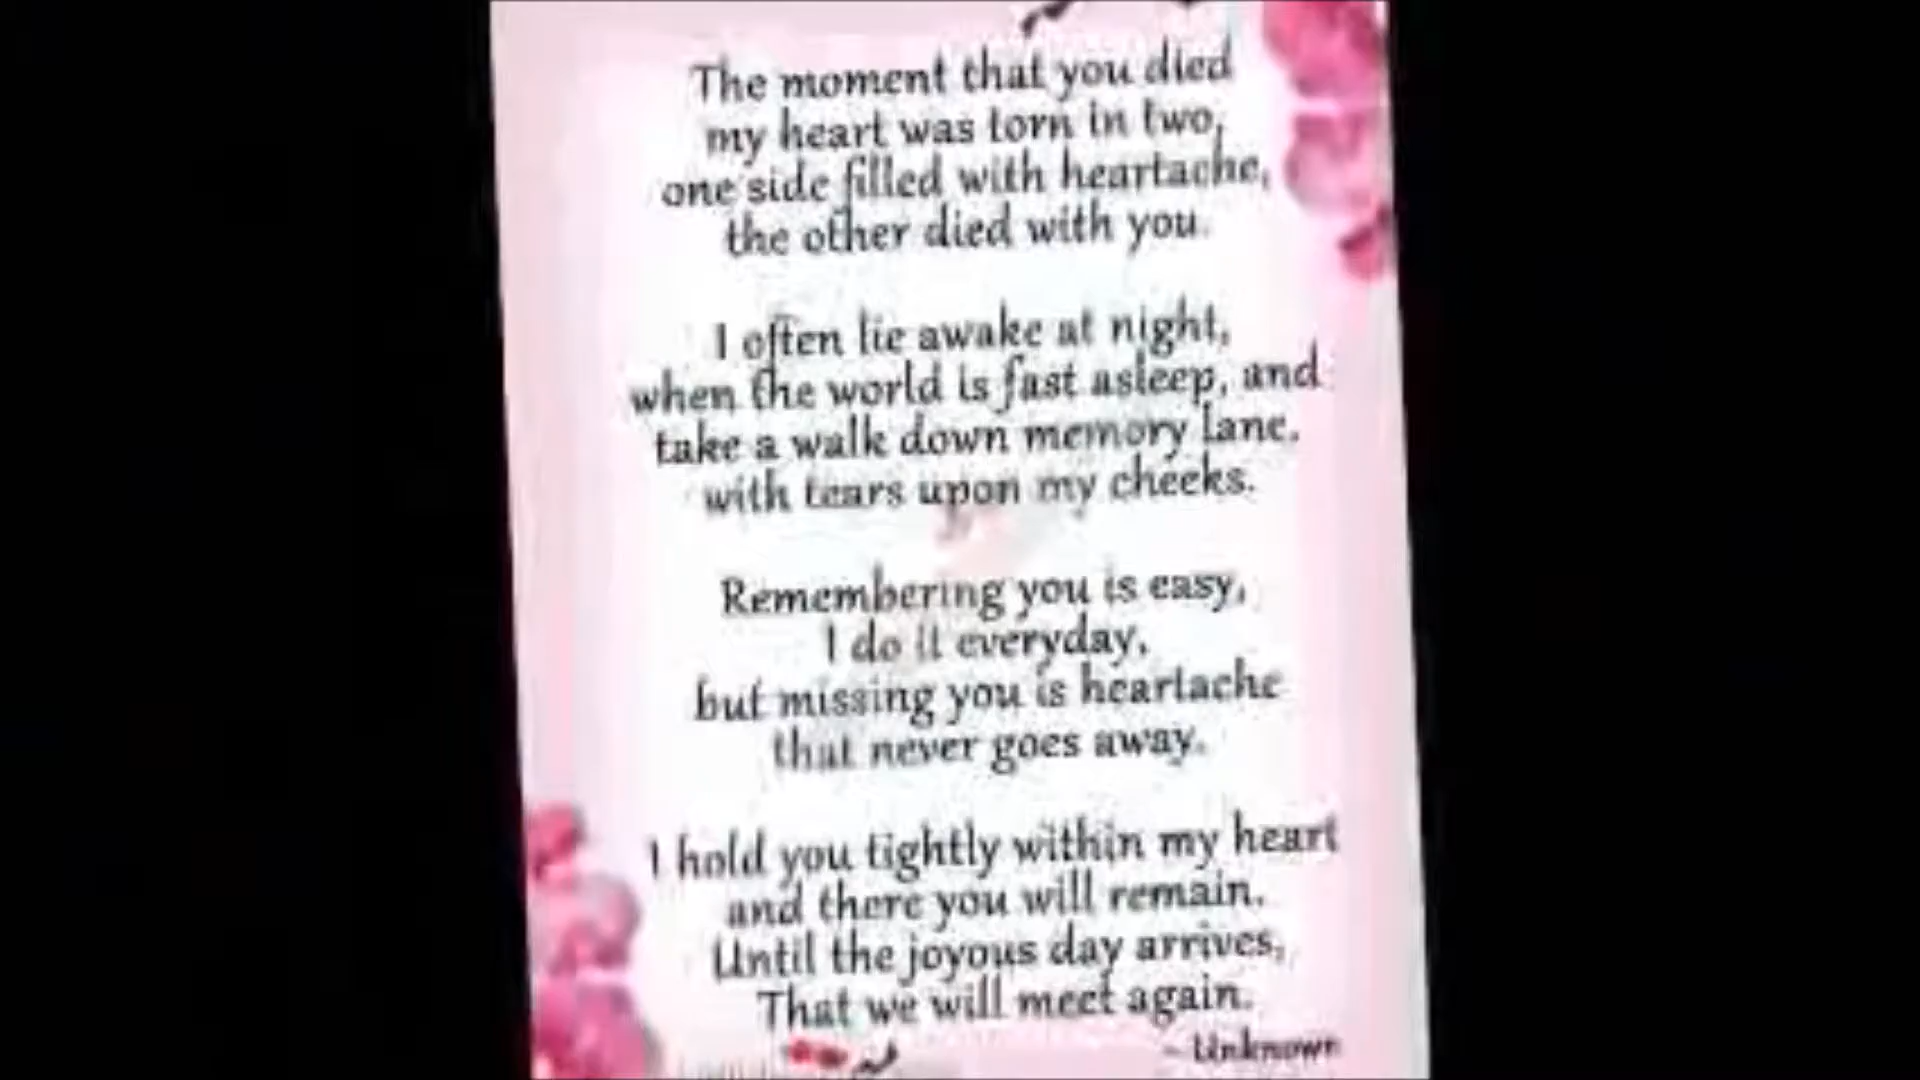 The moment that you died
my heart was torn in two,
one side filled with heartache,
the other died with you.
I often lie awake at night,
when the world is fast asleep, and
take a walk down memory lane,
with tears upon my cheeks.
Remembering you is easy,
I do it everyday,
but missing you is heartache
that never goes away.
I hold you tightly within my heart
and there you will remain,
Until the joyous day arrives,
That we will meet again.
~ Unknown